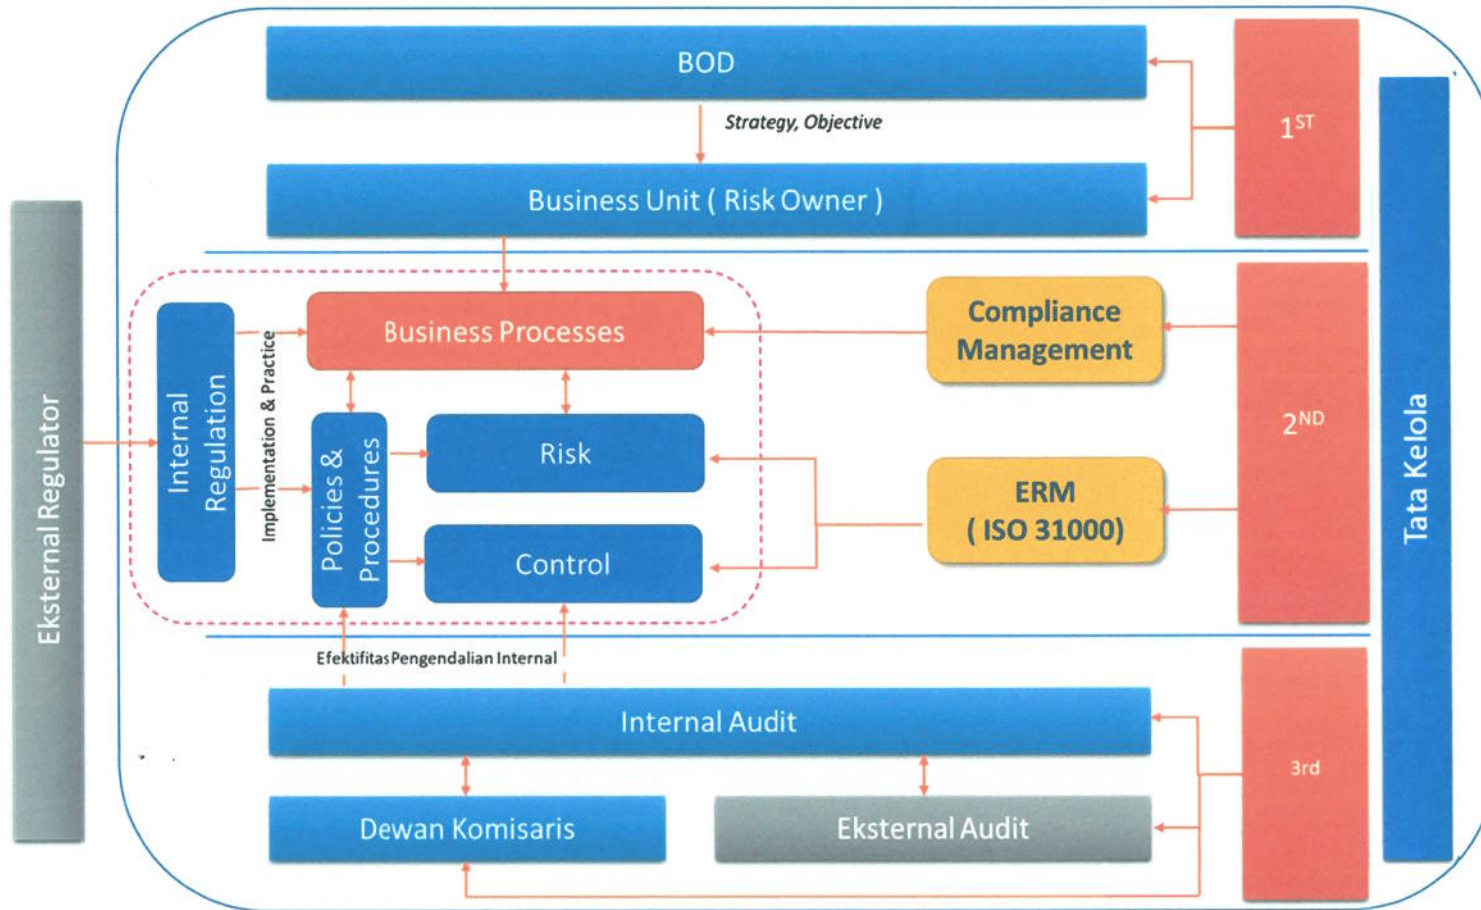 BOD
1ST
Strategy, Objective
Business Unit ( Risk Owner )
Eksternal Regulator
Internal
Regulation
Implementation & Practice
Business Processes
Policies &
Procedures
Risk
Control
Compliance
Management
ERM
( ISO 31000)
2ND
Tata Kelola
Efektifitas Pengendalian Internal
Internal Audit
3rd
Dewan Komisaris
Eksternal Audit